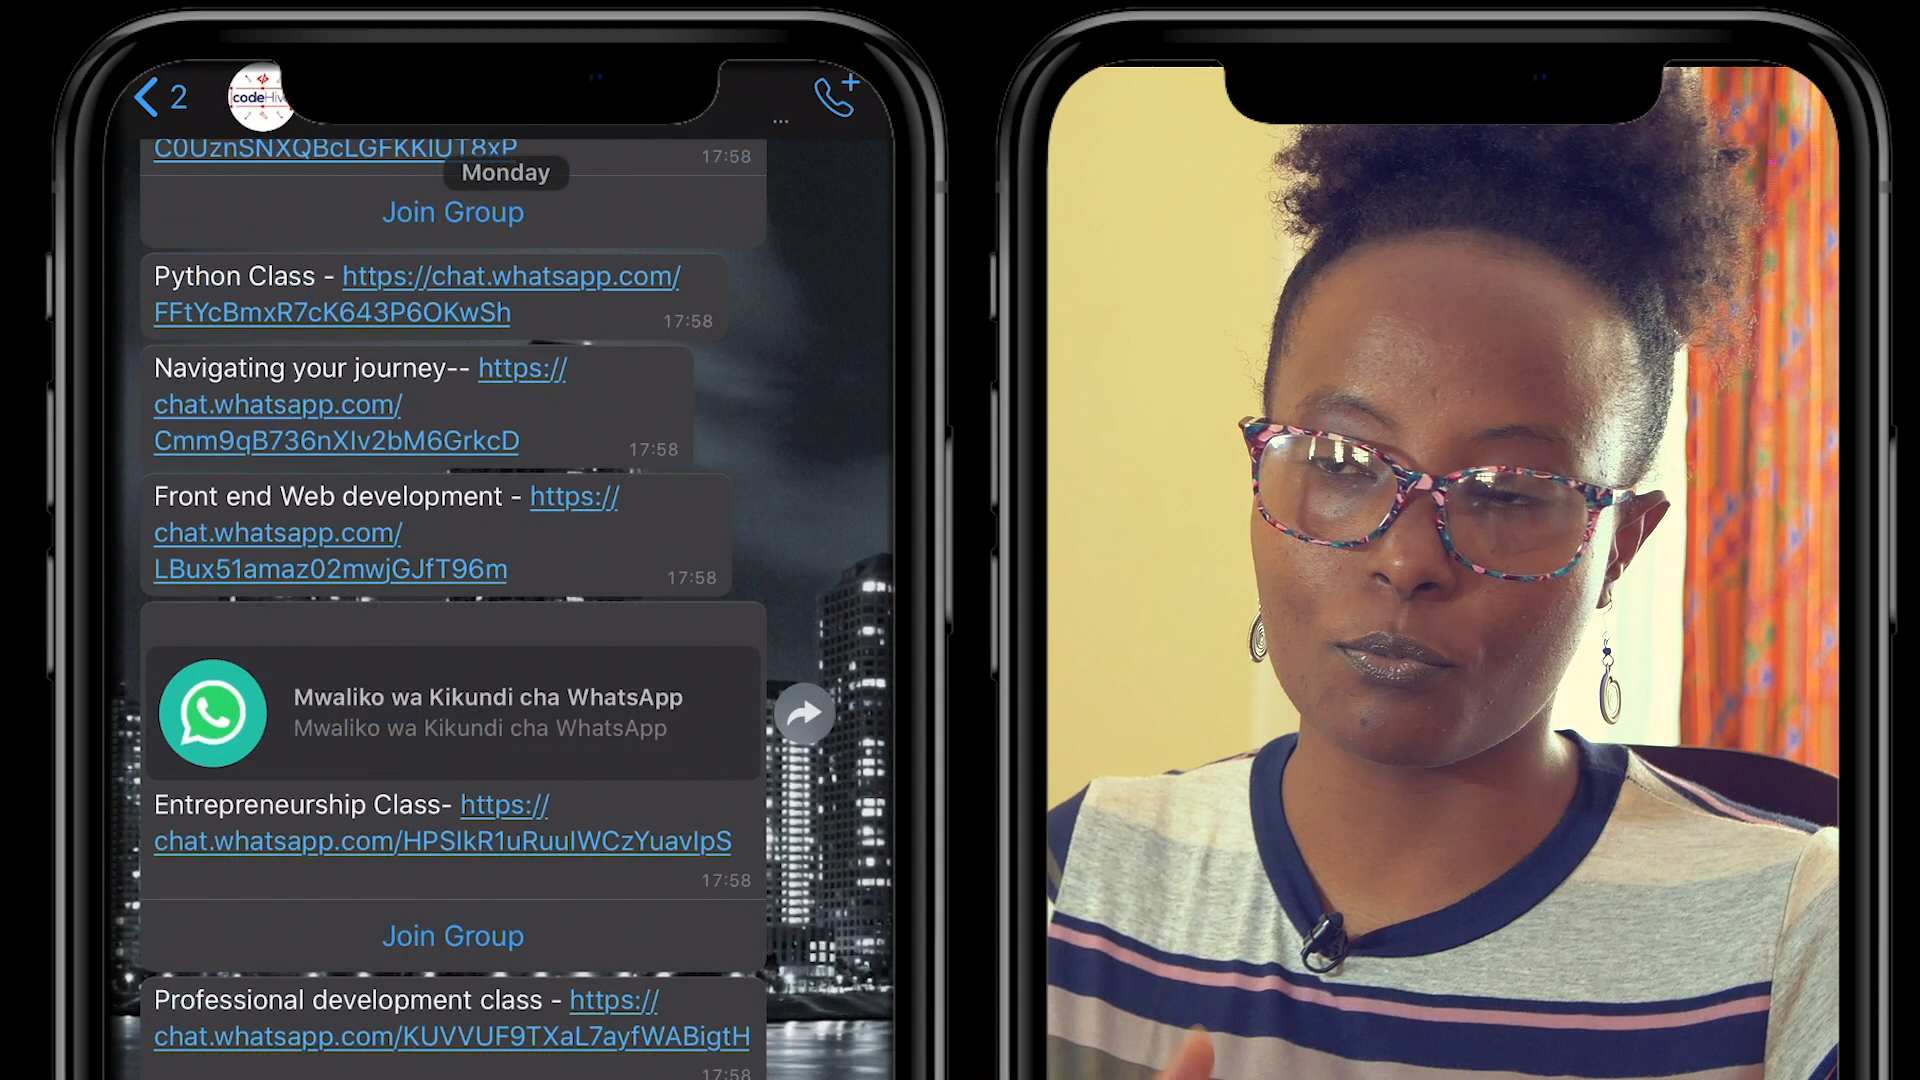 2
codeHiv
...
C0UznSNXQBcLGFKKIUT8xP
17:58
Monday
Join Group
Python Class - https://chat.whatsapp.com/
FFtYcBmxR7cK643P6OKwSh
17:58
Navigating your journey-- https://
chat.whatsapp.com/
Cmm9qB736nXIv2bM6GrkcD
17:58
Front end Web development - https://
chat.whatsapp.com/
LBux51amaz02mwjGJfT96m
17:58
Mwaliko wa Kikundi cha WhatsApp
Mwaliko wa Kikundi cha WhatsApp
Entrepreneurship Class- https://
chat.whatsapp.com/HPSIkR1uRuuIWCzYuavIpS
17:58
Join Group
Professional development class - https://
chat.whatsapp.com/KUVVUF9TXaL7ayfWABigtH
17:58